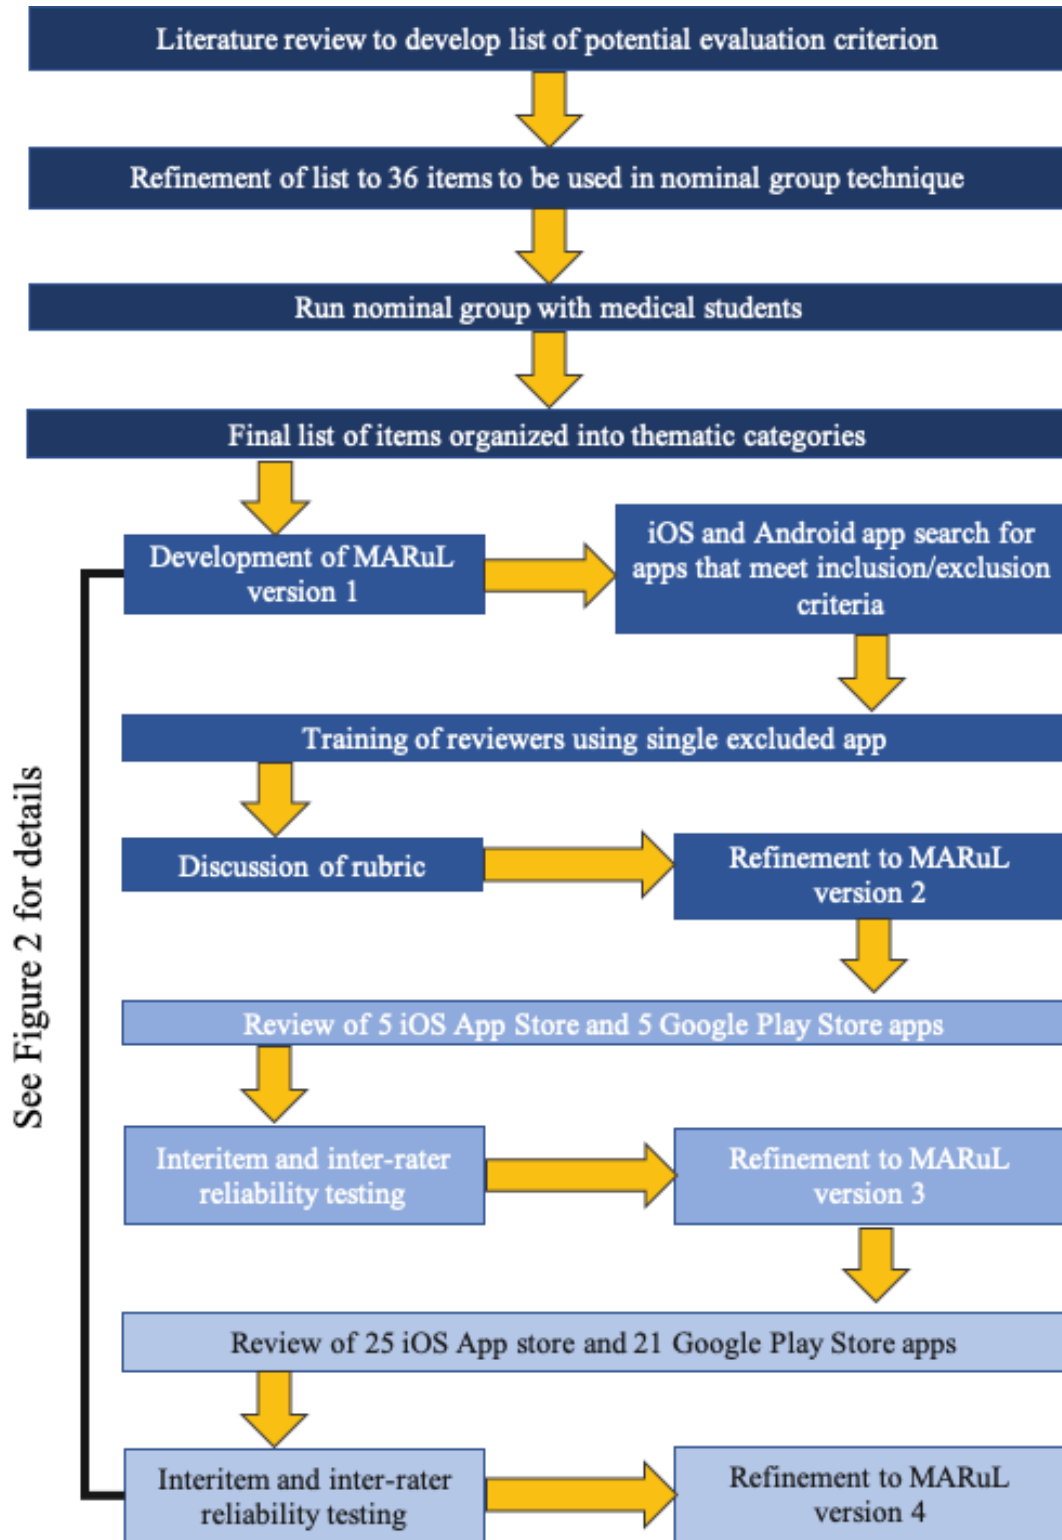 Literature review to develop list of potential evaluation criterion
Refinement of list to 36 items to be used in nominal group technique
Run nominal group with medical students
Final list of items organized into thematic categories
Development of MARuL
version 1
iOS and Android app search for
apps that meet inclusion/exclusion
criteria
Training of reviewers using single excluded app
Discussion of rubric
Refinement to MARuL
version 2
See Figure 2 for details
Review of 5 iOS App Store and 5 Google Play Store apps
Interitem and inter-rater
reliability testing
Refinement to MARuL
version 3
Review of 25 iOS App store and 21 Google Play Store apps
Interitem and inter-rater
reliability testing
Refinement to MARuL
version 4